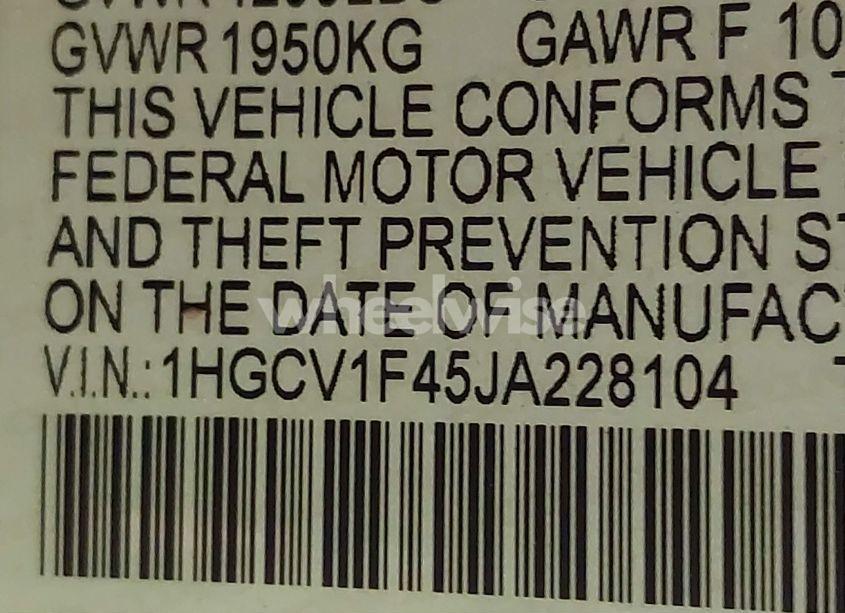 GVWR 1950KG GAWR F 10
THIS VEHICLE CONFORMS
FEDERAL MOTOR VEHICLE
AND THEFT PREVENTION S
ON THE DATE OF MANUFAC
wheelwise
V.I.N.: 1HGCV1F45JA228104